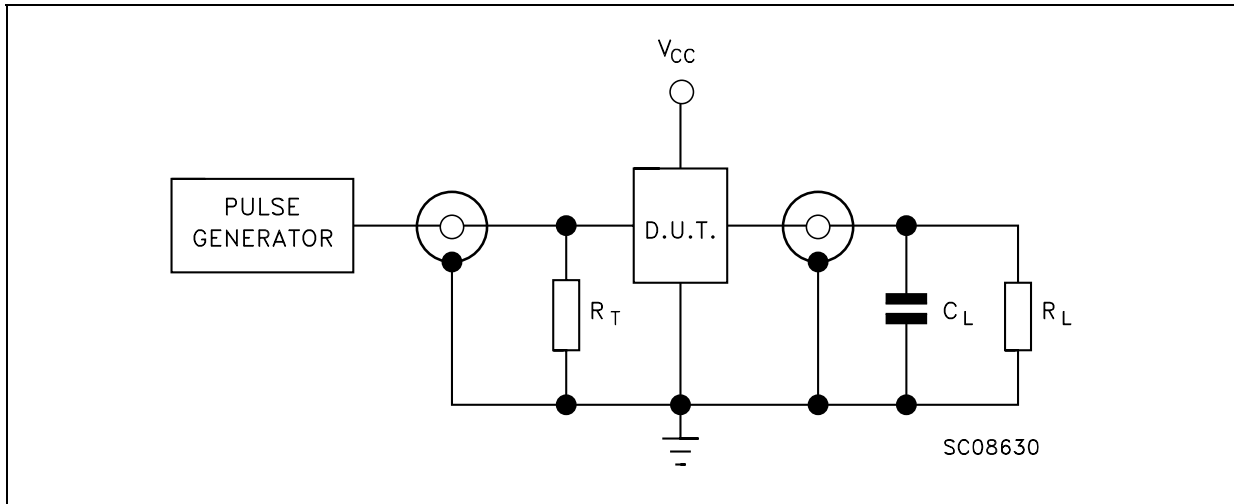 VCC
PULSE
GENERATOR
D.U.T.
RT
CL
RL
SC08630